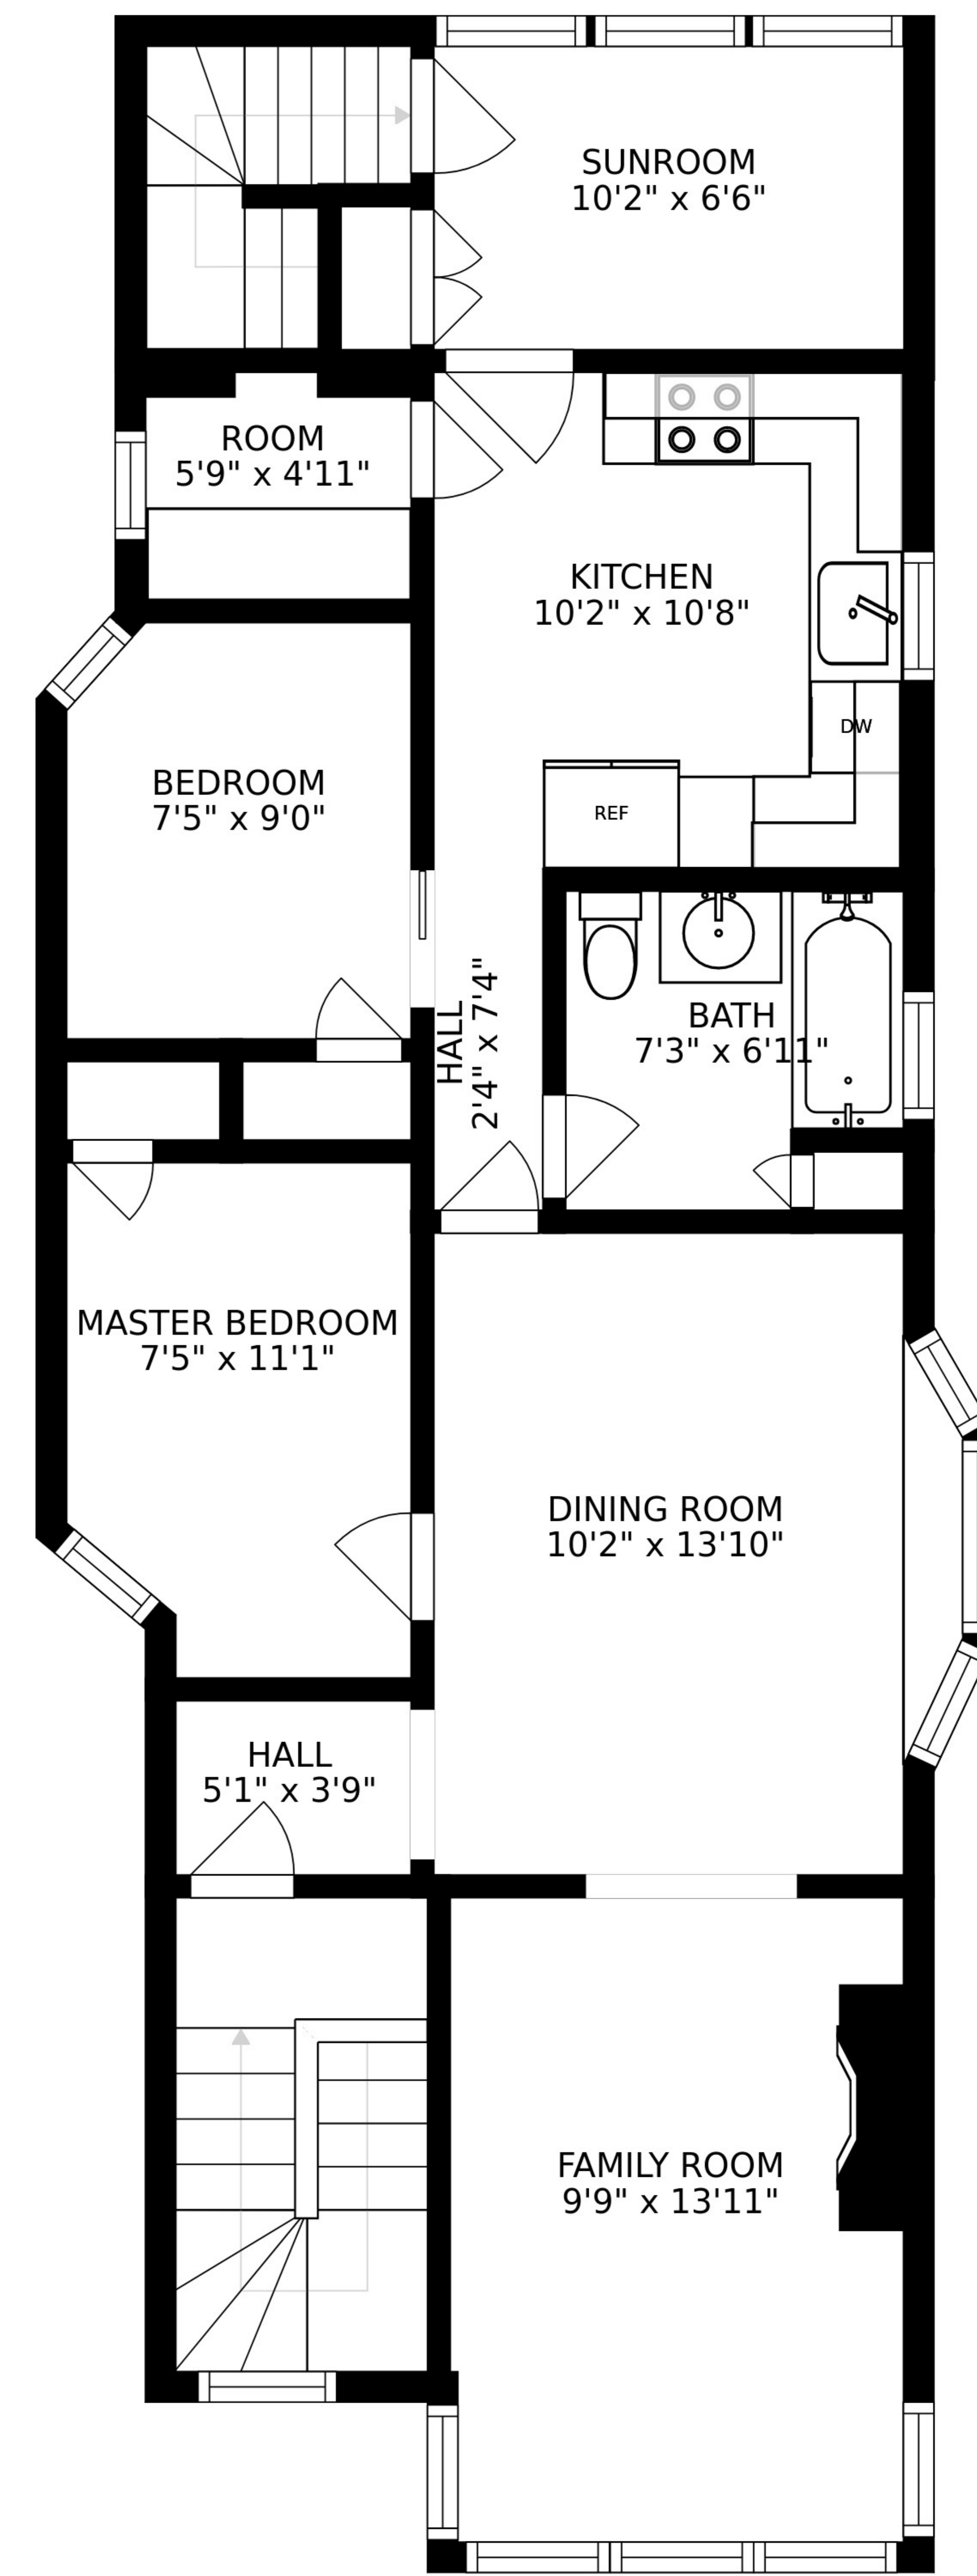 SUNROOM
10'2" x 6'6"
ROOM
5'9" x 4'11"
KITCHEN
10'2" x 10'8"
DW
BEDROOM
7'5" x 9'0"
REF
HALL
2'4" x 7'4"
BATH
7'3" x 6'11"
MASTER BEDROOM
7'5" x 11'1"
DINING ROOM
10'2" x 13'10"
HALL
5'1" x 3'9"
FAMILY ROOM
9'9" x 13'11"